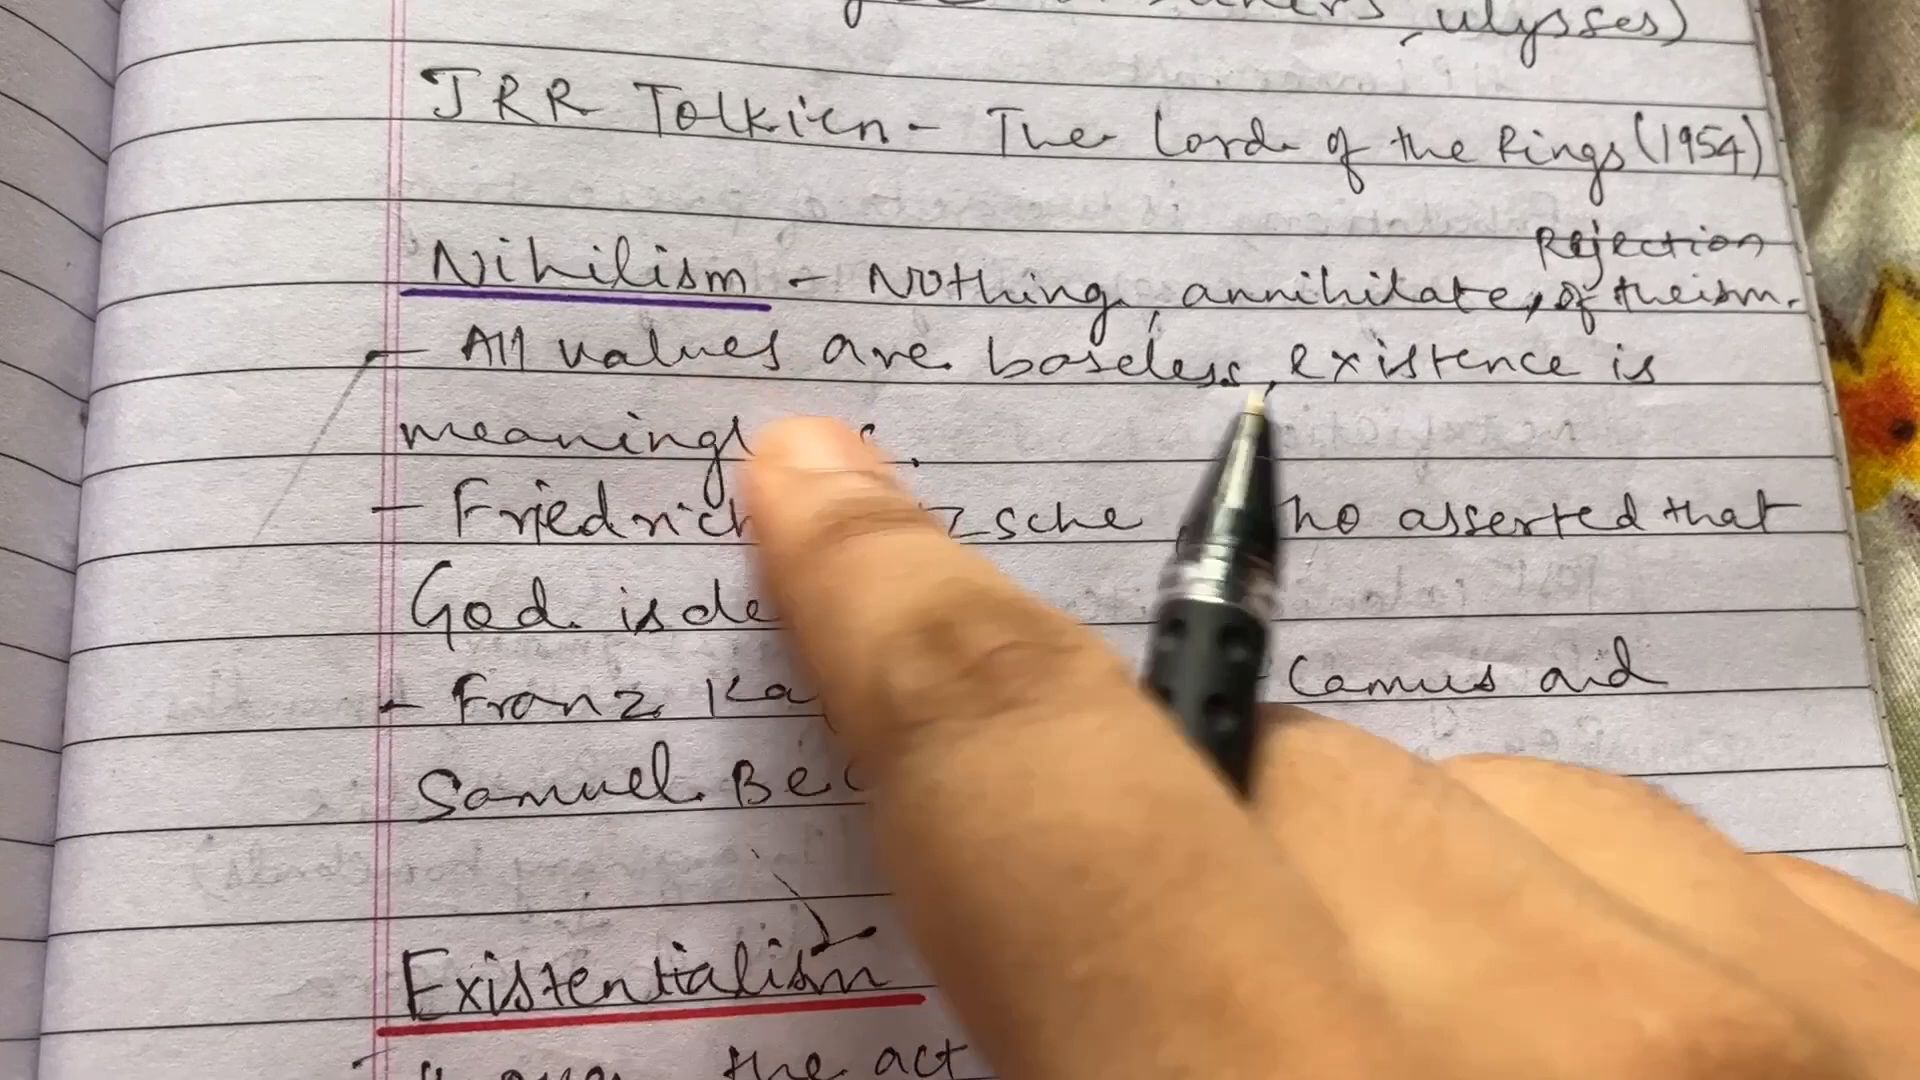 ulysses)
JRR Tolkien - The Lord of the Rings (1954)
Rejection
Nihilism - Nothing, annihilate, of theism.
- All values are baseless, existence is
meaningl
- Friedrich zsche ho asserted that
God is de
- Franz Ka Camus and
Samuel Bec
Existentialism
the act